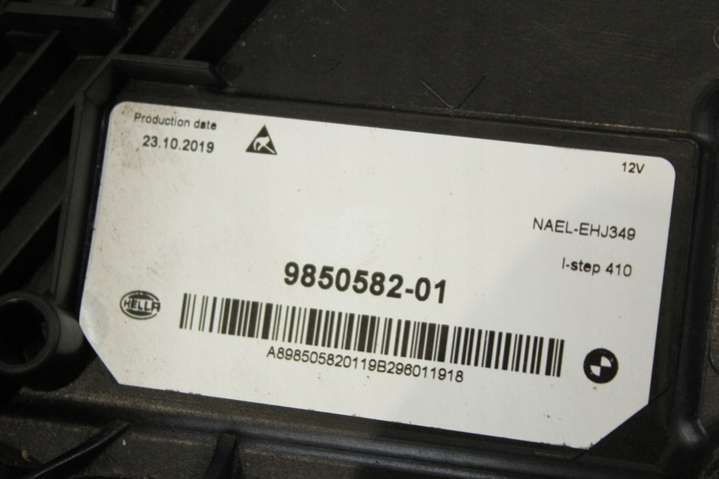 Production date
23.10.2019
12V
NAEL-EHJ349
I-step 410
9850582-01
HELLA
A898505820119B296011918